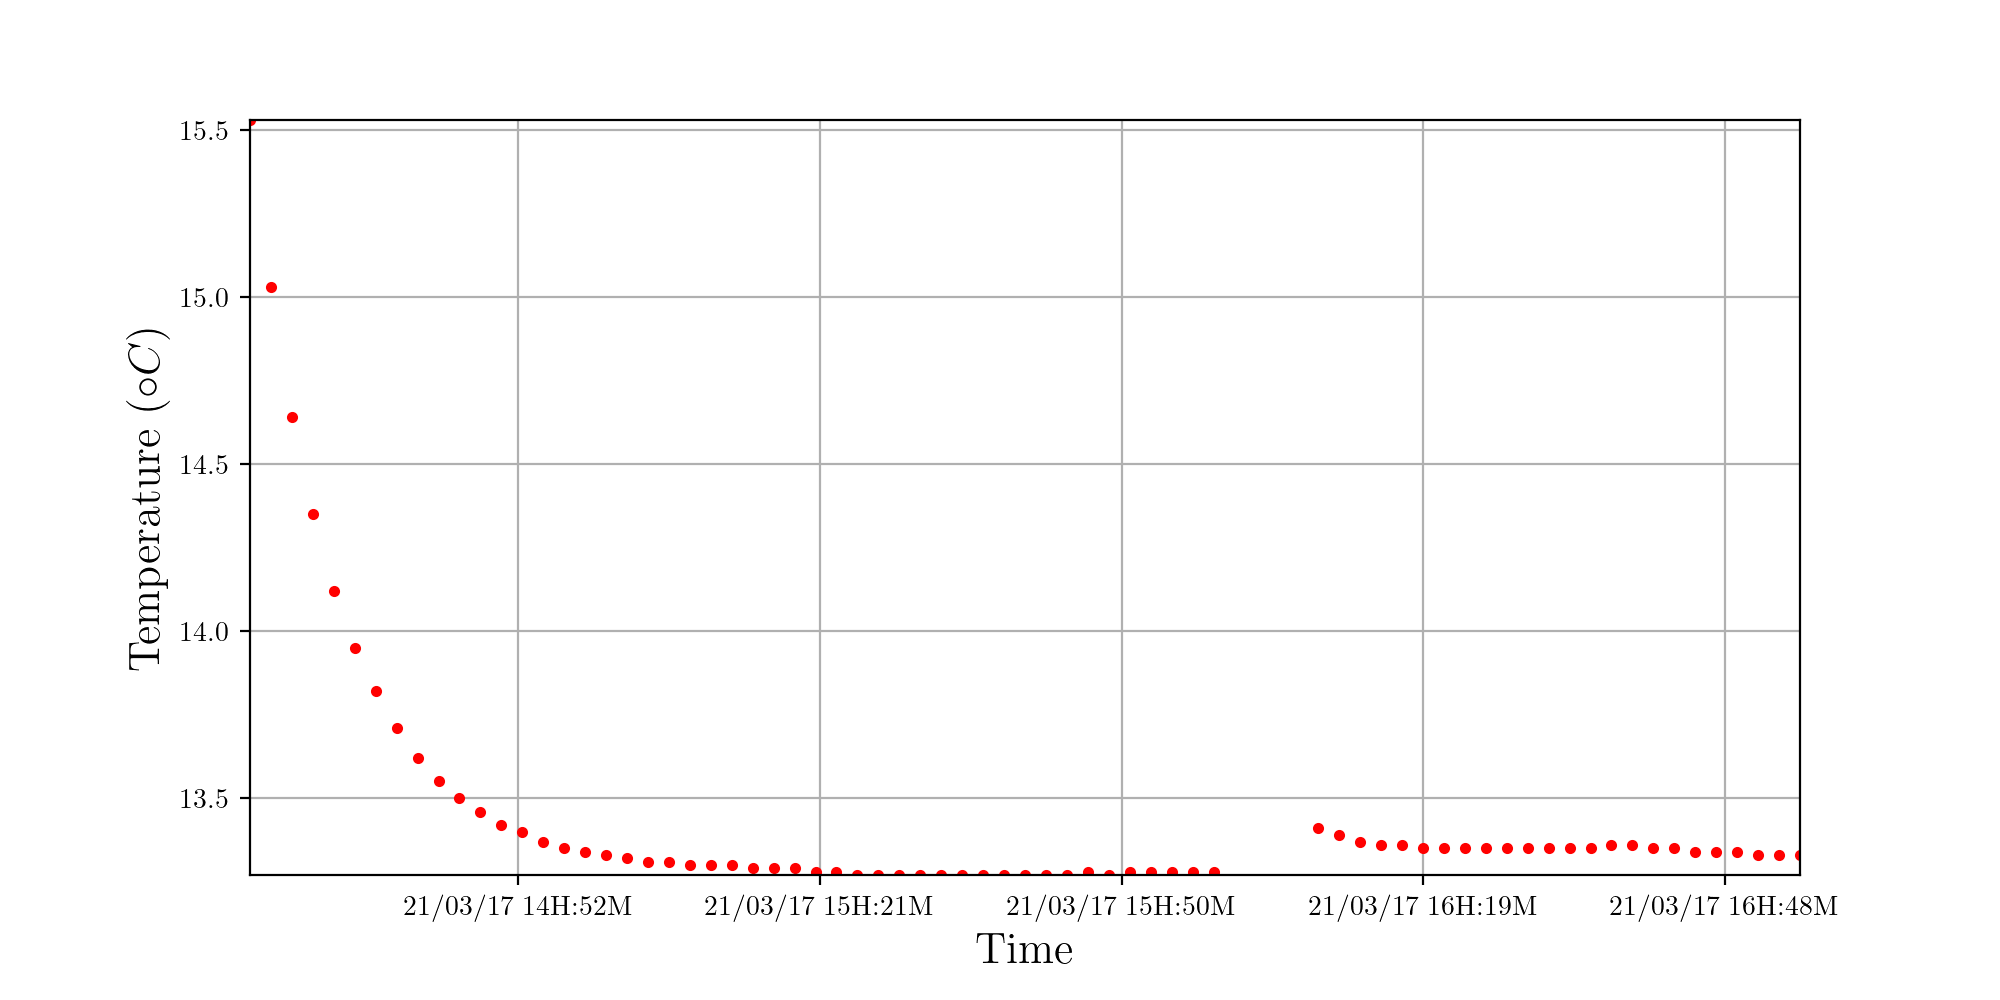 15.5
15.0
14.5
14.0
13.5
Temperature (∘C)
21/03/17 14H:52M
21/03/17 15H:21M
21/03/17 15H:50M
21/03/17 16H:19M
21/03/17 16H:48M
Time